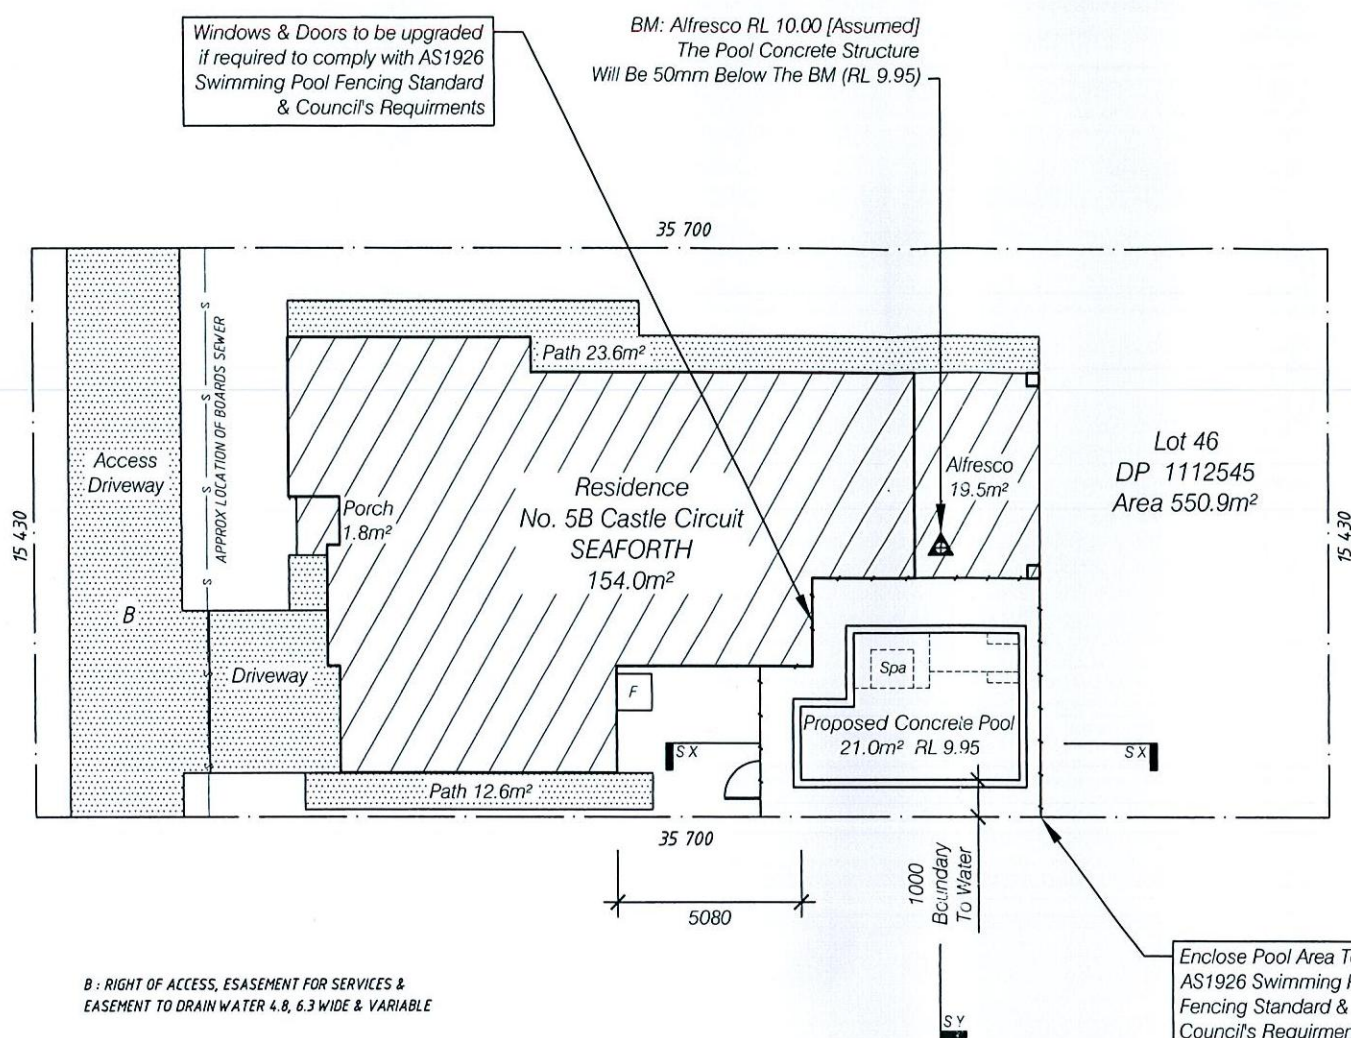 Windows & Doors to be upgraded
if required to comply with AS1926
Swimming Pool Fencing Standard
& Council's Requirments
BM: Alfresco RL 10.00 [Assumed]
The Pool Concrete Structure
Will Be 50mm Below The BM (RL 9.95)
35 700
S
APPROX LOCATION OF BOARDS SEWER
S
S
S
S
Path 23.6m²
Access
Driveway
B
15 430
Porch
1.8m²
Residence
No. 5B Castle Circuit
SEAFORTH
154.0m²
Alfresco
19.5m²
Lot 46
DP 1112545
Area 550.9m²
15 430
Driveway
F
Spa
Proposed Concrete Pool
21.0m² RL 9.95
S X
S X
Path 12.6m²
35 700
5080
1000
Boundary
To Water
B : RIGHT OF ACCESS, ESASEMENT FOR SERVICES &
EASEMENT TO DRAIN WATER 4.8, 6.3 WIDE & VARIABLE
Enclose Pool Area
AS1926 Swimming
Fencing Standard &
Council's
S Y